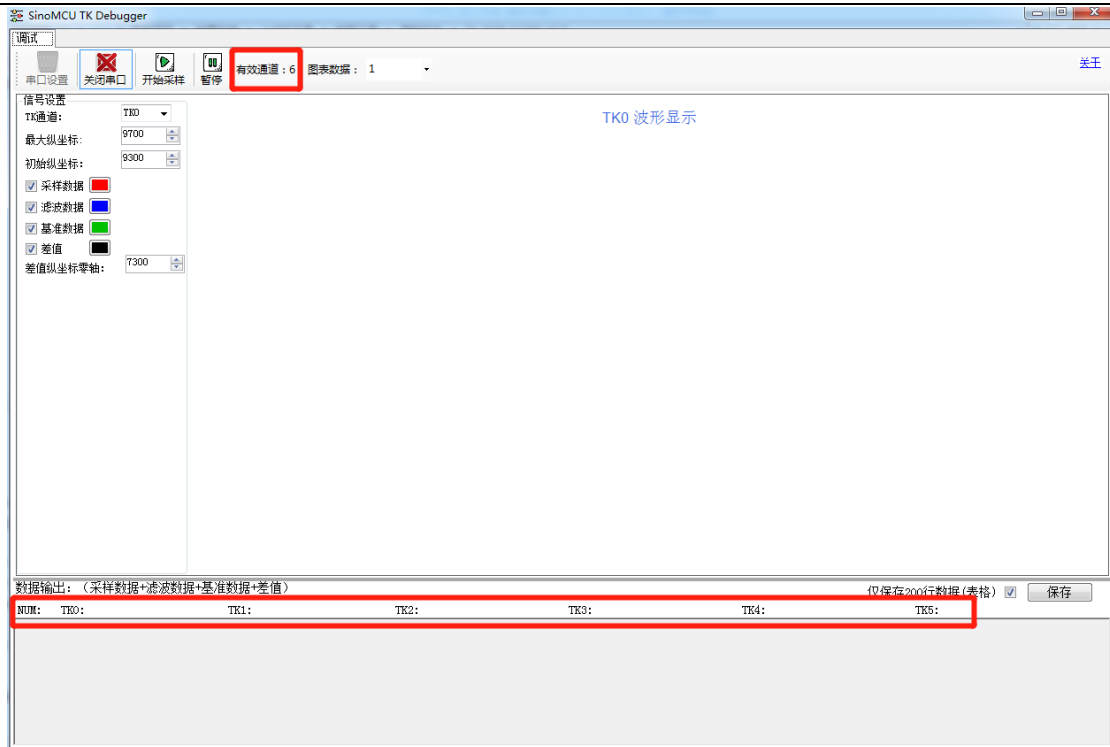 SinoMCU TK Debugger
调试
串口设置 关闭串口 开始采样 暂停 有效通道：6 图表数据： 1 关于
信号设置
TK通道： TK0
最大纵坐标： 9700
初始纵坐标： 9300
采样数据
滤波数据
基准数据
差值
差值纵坐标零轴： 7300
TK0 波形显示
数据输出：（采样数据+滤波数据+基准数据+差值） 仅保存200行数据(表格) 保存
NUM: TK0: TK1: TK2: TK3: TK4: TK5: